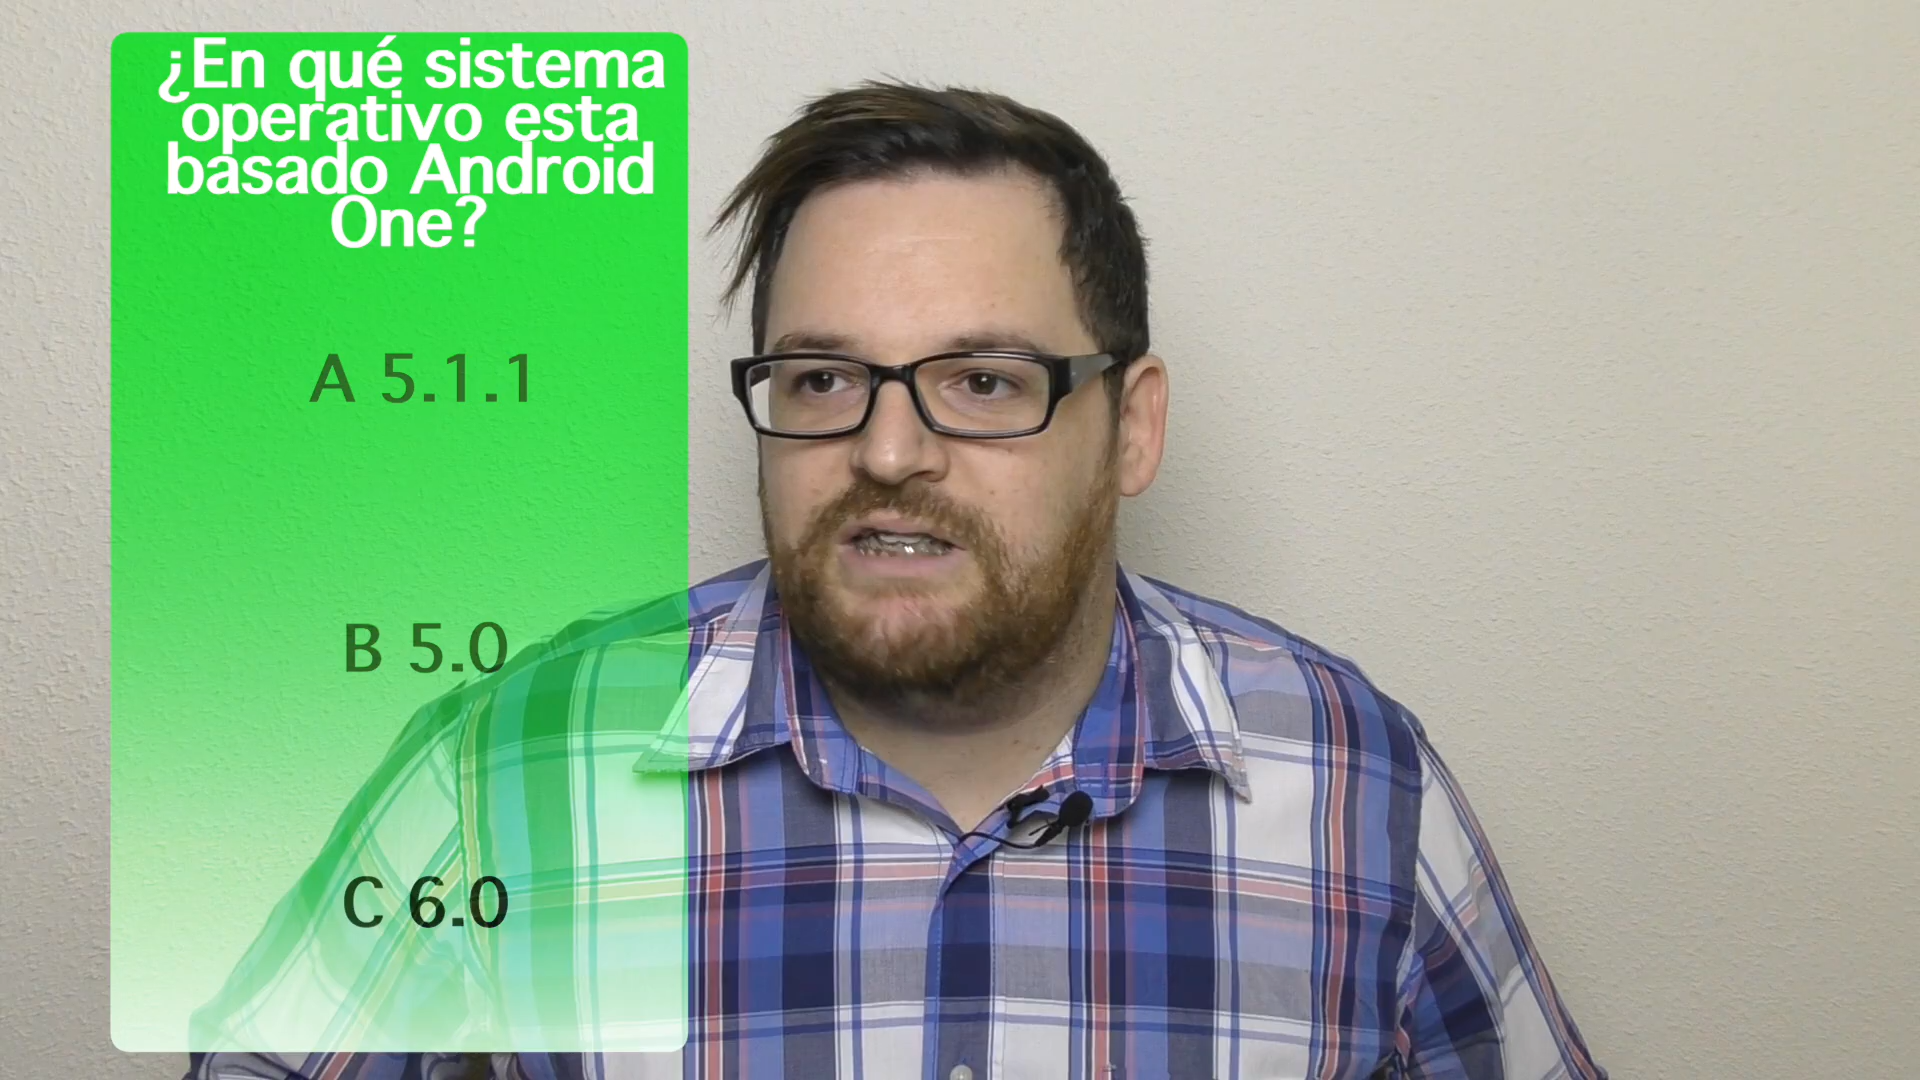 ¿En qué sistema
operativo esta
basado Android
One?
A 5.1.1
B 5.0
C 6.0